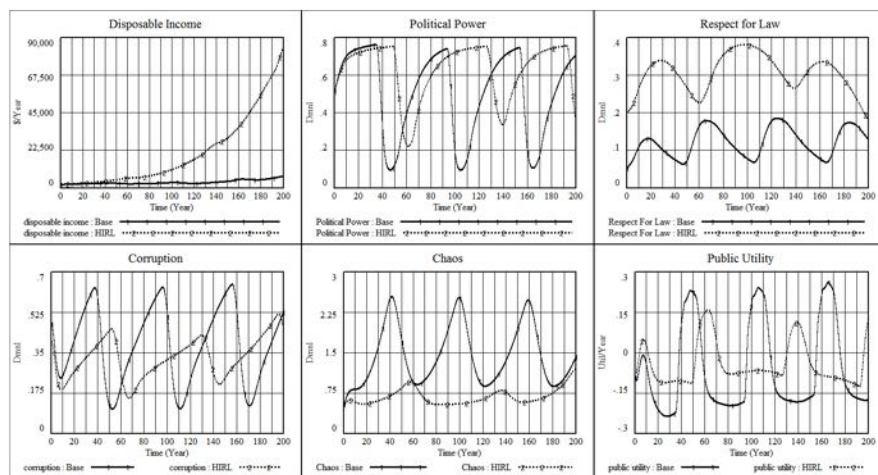 Disposable Income
90,000
67,500
45,000
22,500
0
$/Year
0 20 40 60 80 100 120 140 160 180 200
Time (Year)
disposable income : Base
disposable income : HIRL
Political Power
.8
.6
.4
.2
0
Dmnl
0 20 40 60 80 100 120 140 160 180 200
Time (Year)
Political Power : Base
Political Power : HIRL
Respect for Law
.4
.3
.2
.1
0
Dmnl
0 20 40 60 80 100 120 140 160 180 200
Time (Year)
Respect For Law : Base
Respect For Law : HIRL
Corruption
.7
.525
.35
.175
0
Dmnl
0 20 40 60 80 100 120 140 160 180 200
Time (Year)
corruption : Base corruption : HIRL
Chaos
3
2.25
1.5
.75
0
Dmnl
0 20 40 60 80 100 120 140 160 180 200
Time (Year)
Chaos : Base Chaos : HIRL
Public Utility
.3
.15
0
-.15
-.3
Util/Year
0 20 40 60 80 100 120 140 160 180 200
Time (Year)
public utility : Base public utility : HIRL